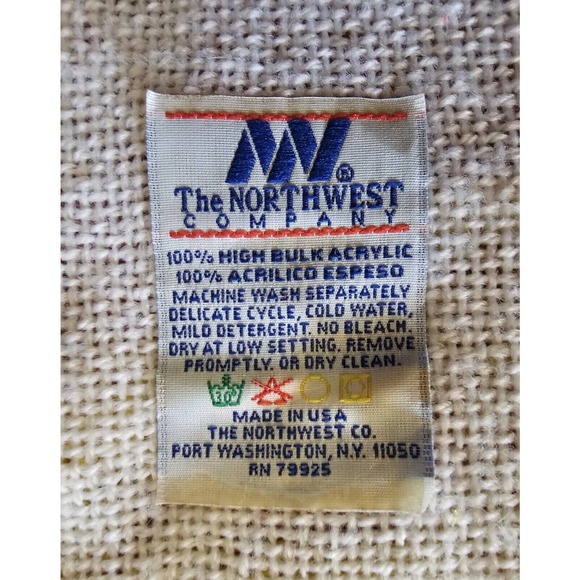 NW®
The NORTHWEST
COMPANY
100% HIGH BULK ACRYLIC
100% ACRILICO ESPESO
MACHINE WASH SEPARATELY
DELICATE CYCLE, COLD WATER,
MILD DETERGENT. NO BLEACH.
DRY AT LOW SETTING. REMOVE
PROMPTLY. OR DRY CLEAN.
30°
MADE IN USA
THE NORTHWEST CO.
PORT WASHINGTON, N.Y. 11050
RN 79925